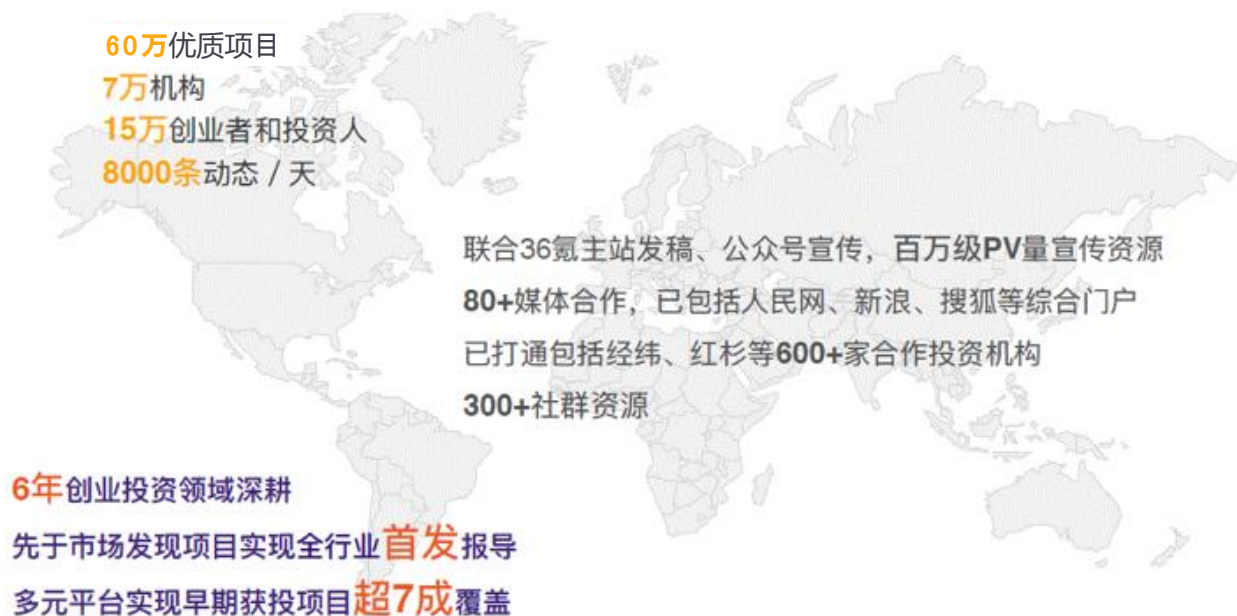 60万优质项目
7万机构
15万创业者和投资人
8000条动态 / 天
联合36氪主站发稿、公众号宣传，百万级PV量宣传资源
80+媒体合作，已包括人民网、新浪、搜狐等综合门户
已打通包括经纬、红杉等600+家合作投资机构
300+社群资源
6年创业投资领域深耕
先于市场发现项目实现全行业首发报导
多元平台实现早期获投项目超7成覆盖